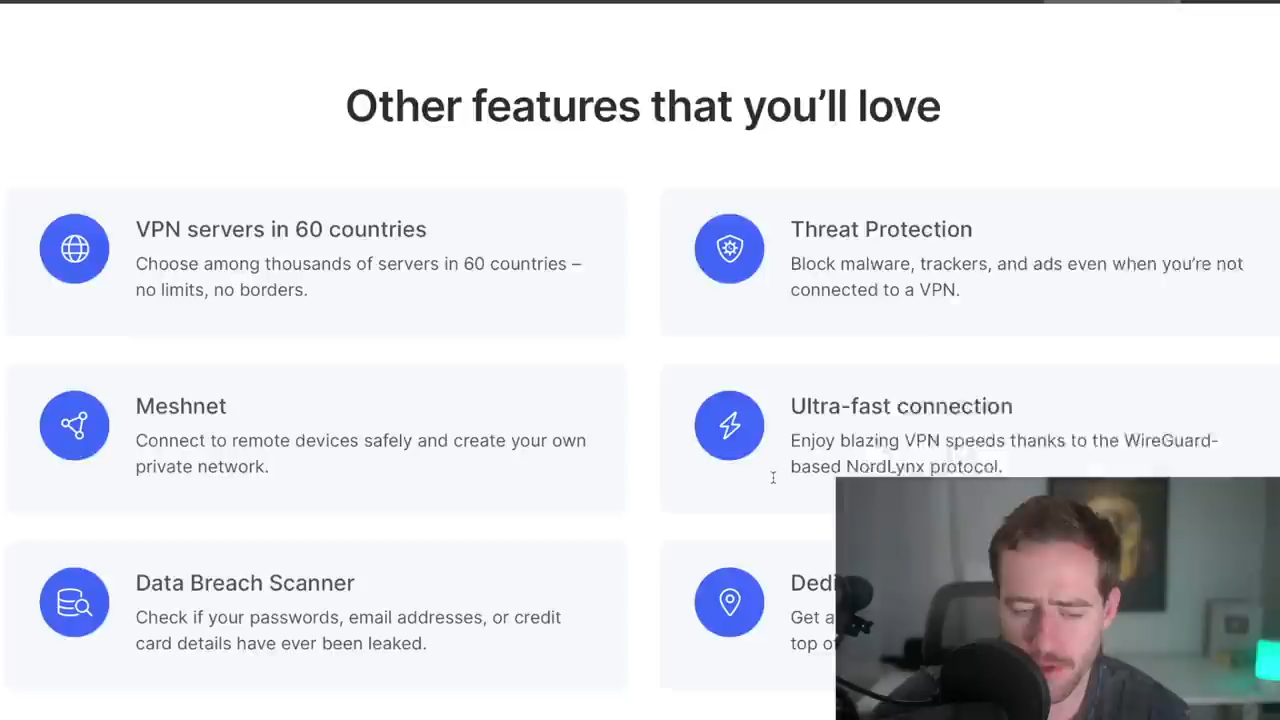 Other features that you’ll love
VPN servers in 60 countries
Choose among thousands of servers in 60 countries –
no limits, no borders.
Threat Protection
Block malware, trackers, and ads even when you’re not
connected to a VPN.
Meshnet
Connect to remote devices safely and create your own
private network.
Ultra-fast connection
Enjoy blazing VPN speeds thanks to the WireGuard-
based NordLynx protocol.
Data Breach Scanner
Check if your passwords, email addresses, or credit
card details have ever been leaked.
Dedi
Get a
top of